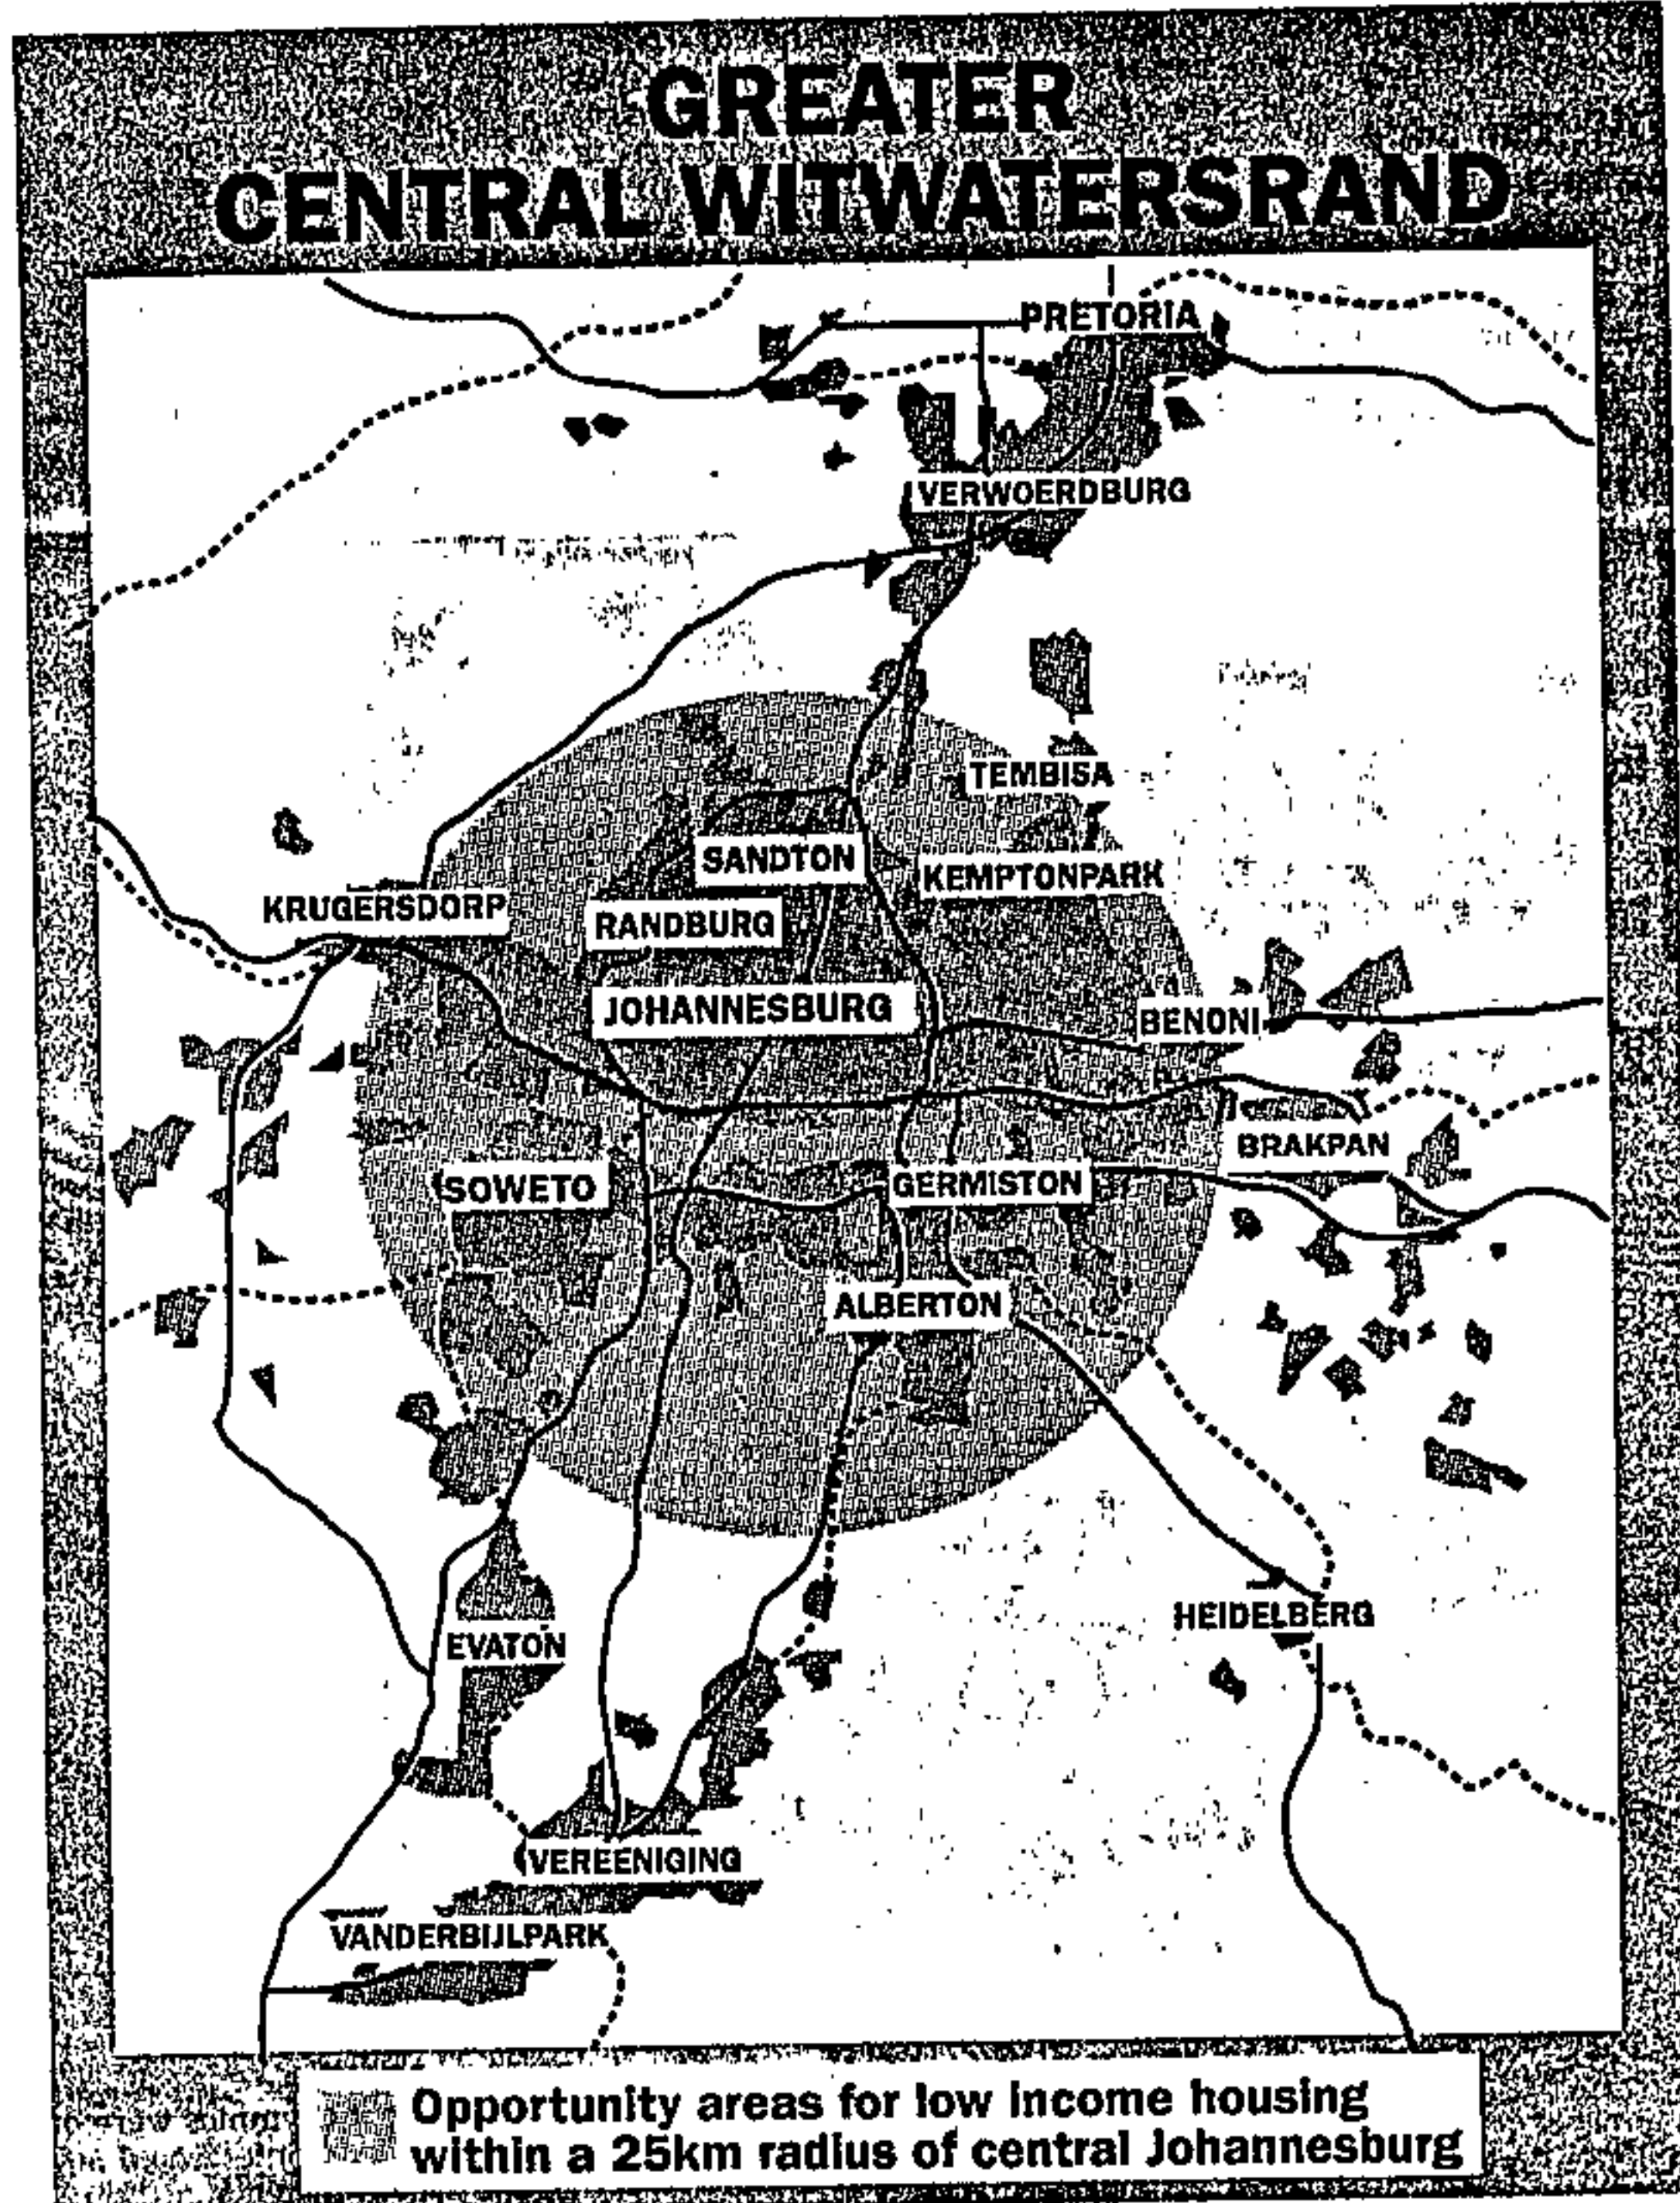 GREATER
CENTRAL WITWATERSRAND
PRETORIA
VERWOERDBURG
TEMBISA
SANDTON
KEMPTONPARK
KRUGERSDORP
RANDBURG
JOHANNESBURG
BENONI
BRAKPAN
SOWETO
GERMISTON
ALBERTON
HEIDELBERG
EVATON
VEREENIGING
VANDERBIJLPARK
Opportunity areas for low income housing
within a 25km radius of central Johannesburg